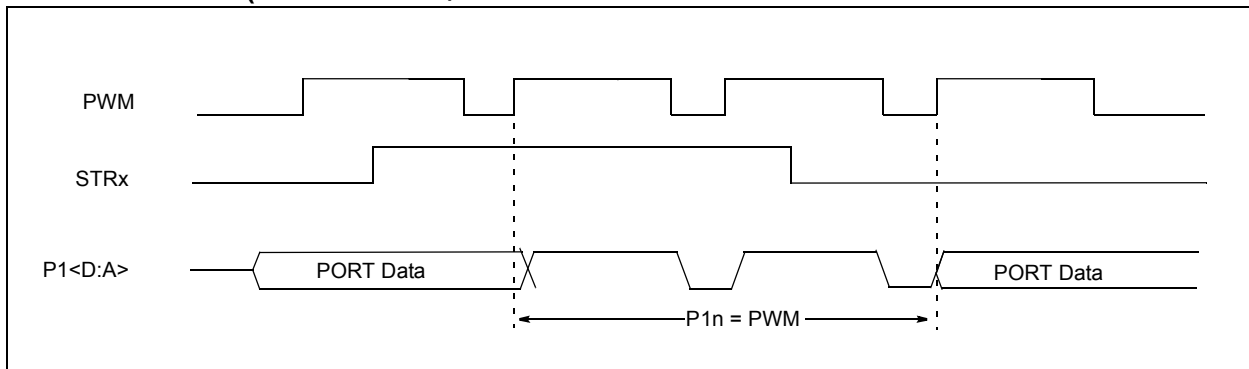 PWM
STRx
P1<D:A>
PORT Data
PORT Data
P1n = PWM